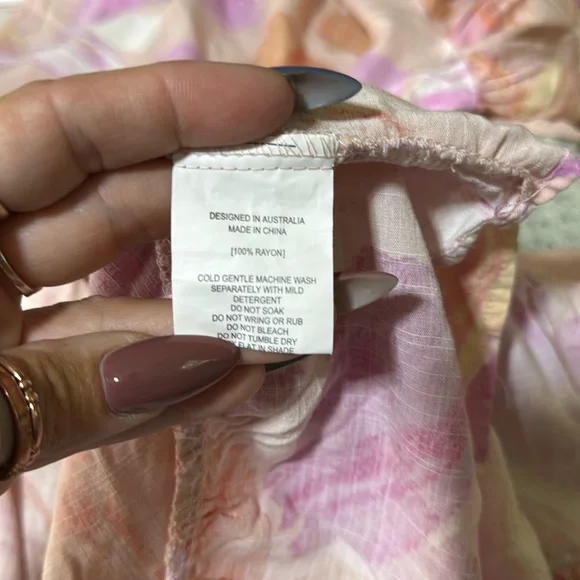 DESIGNED IN AUSTRALIA
MADE IN CHINA
[100% RAYON]
COLD GENTLE MACHINE WASH
SEPARATELY WITH MILD
DETERGENT
DO NOT SOAK
DO NOT WRING OR RUB
DO NOT BLEACH
DO NOT TUMBLE DRY
FLAT IN SHADE